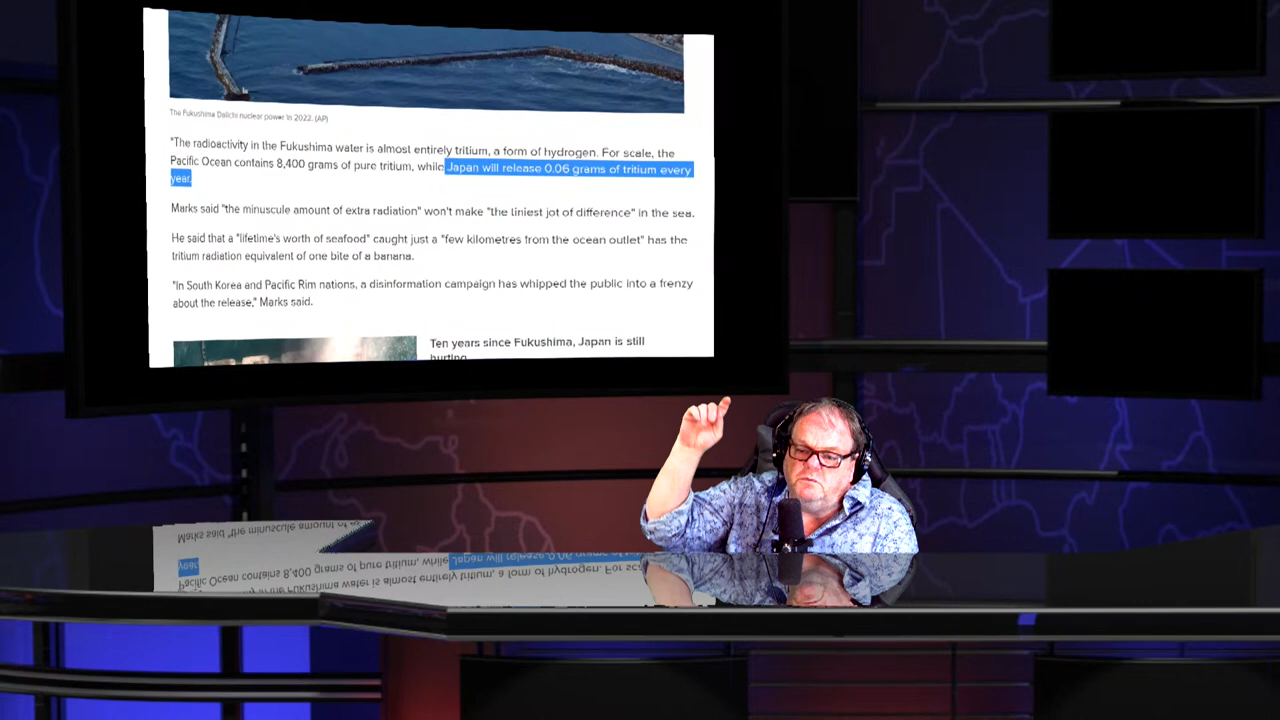 The Fukushima Daiichi nuclear power in 2022. (AP)
"The radioactivity in the Fukushima water is almost entirely tritium, a form of hydrogen. For scale, the
Pacific Ocean contains 8,400 grams of pure tritium, while Japan will release 0.06 grams of tritium every
year.
Marks said "the minuscule amount of extra radiation" won't make "the tiniest jot of difference" in the sea.
He said that a "lifetime's worth of seafood" caught just a "few kilometres from the ocean outlet" has the
tritium radiation equivalent of one bite of a banana.
"In South Korea and Pacific Rim nations, a disinformation campaign has whipped the public into a frenzy
about the release," Marks said.
Ten years since Fukushima, Japan is still
hurting